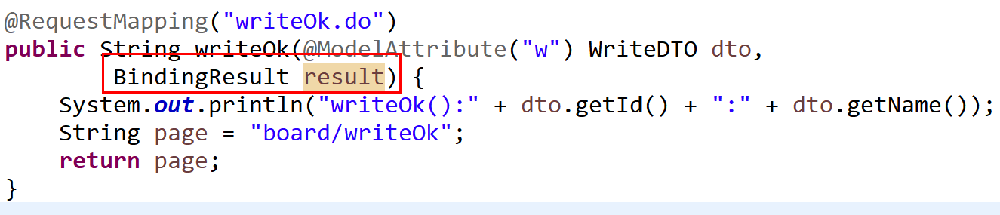 @RequestMapping("writeOk.do")
public String writeOk(@ModelAttribute("w") WriteDTO dto,
BindingResult result) {
System.out.println("writeOk():" + dto.getId() + ":" + dto.getName());
String page = "board/writeOk";
return page;
}